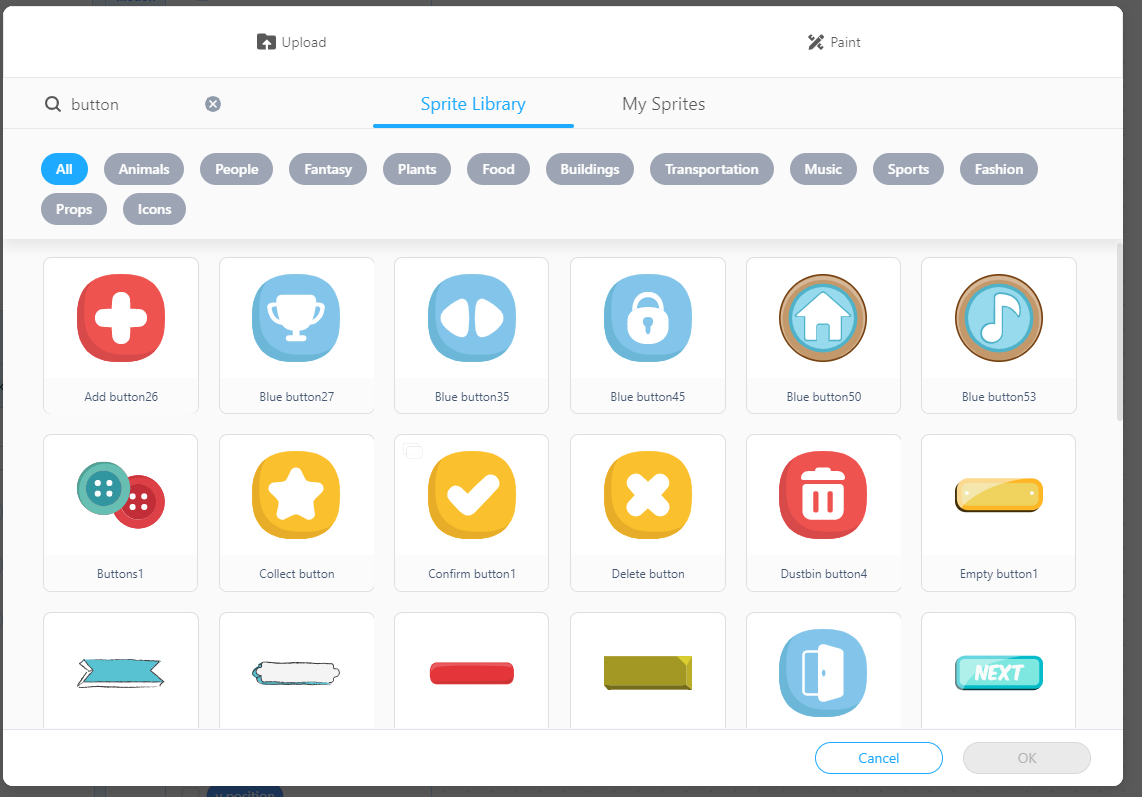 Upload
Paint
button
Sprite Library
My Sprites
All
Animals
People
Fantasy
Plants
Food
Buildings
Transportation
Music
Sports
Fashion
Props
Icons
Add button26
Blue button27
Blue button35
Blue button45
Blue button50
Blue button53
Buttons1
Collect button
Confirm button1
Delete button
Dustbin button4
Empty button1
NEXT
Cancel
OK
y position